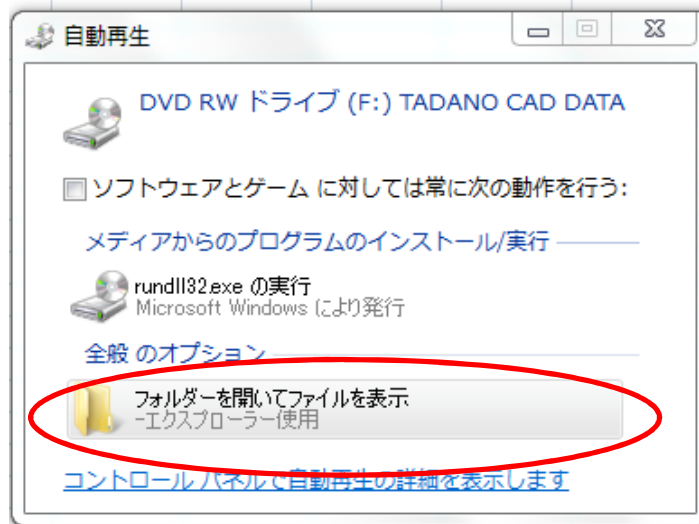 自動再生
DVD RW ドライブ (F:) TADANO CAD DATA
ソフトウェアとゲーム に対しては常に次の動作を行う:
メディアからのプログラムのインストール/実行
rundll32.exe の実行
Microsoft Windows により発行
全般 のオプション
フォルダーを開いてファイルを表示
-エクスプローラー使用
コントロール パネルで自動再生の詳細を表示します